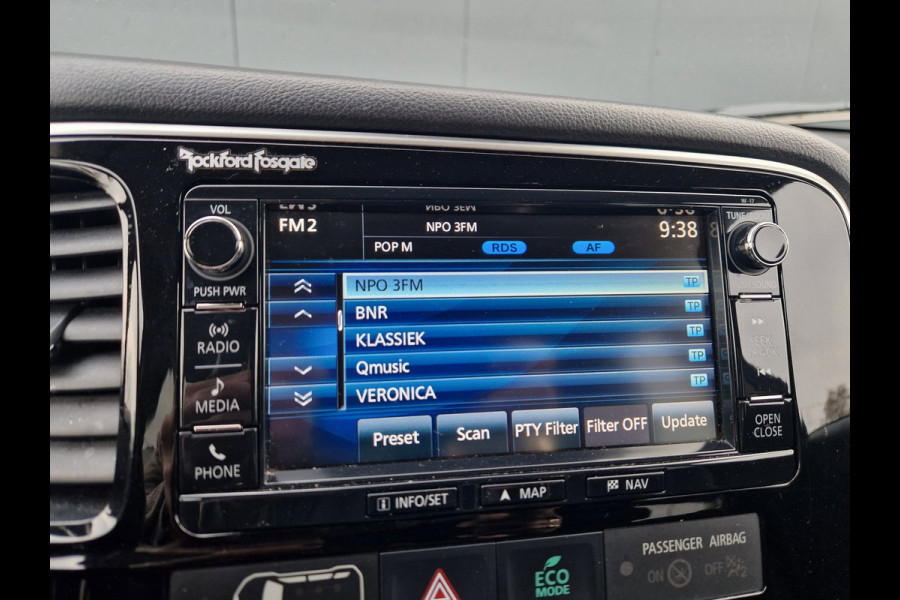 Rockford Fosgate
W-17
VOL
PUSH PWR
RADIO
MEDIA
PHONE
FM2
NPO 3FM
9:38
POP M
RDS
AF
NPO 3FM TP
BNR TP
KLASSIEK TP
Qmusic TP
VERONICA TP
Preset
Scan
PTY Filter
Filter OFF
Update
OPEN
CLOSE
INFO/SET
MAP
NAV
ECO
MODE
PASSENGER AIRBAG
ON
OFF